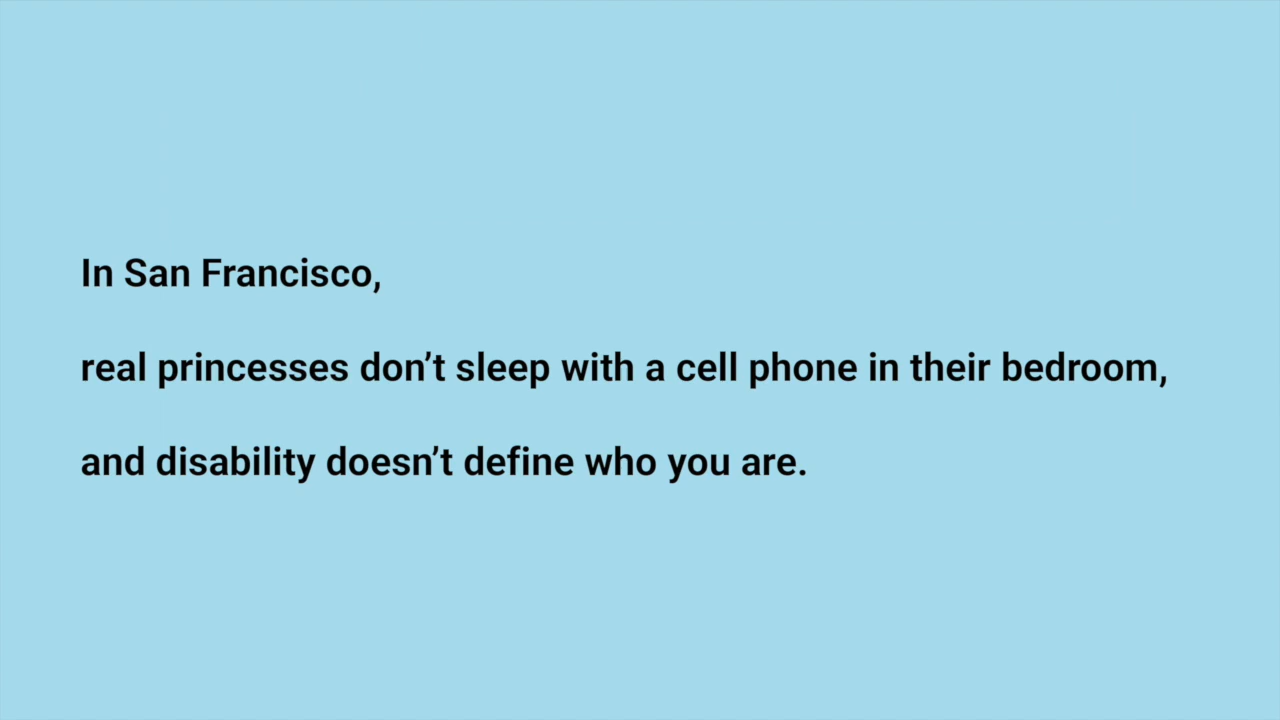 In San Francisco,
real princesses don’t sleep with a cell phone in their bedroom,
and disability doesn’t define who you are.